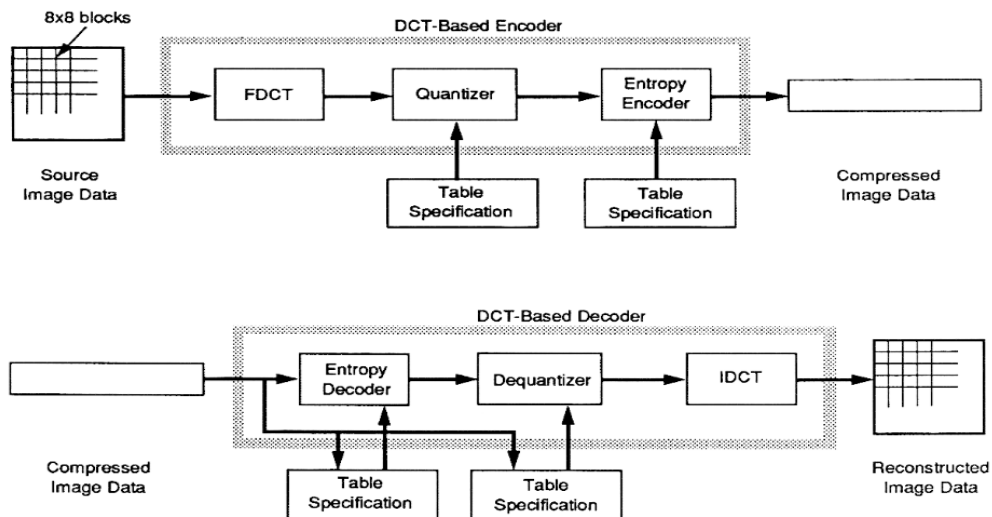 8x8 blocks
DCT-Based Encoder
FDCT
Quantizer
Entropy
Encoder
Source
Image Data
Table
Specification
Table
Specification
Compressed
Image Data
DCT-Based Decoder
Entropy
Decoder
Dequantizer
IDCT
Compressed
Image Data
Table
Specification
Table
Specification
Reconstructed
Image Data